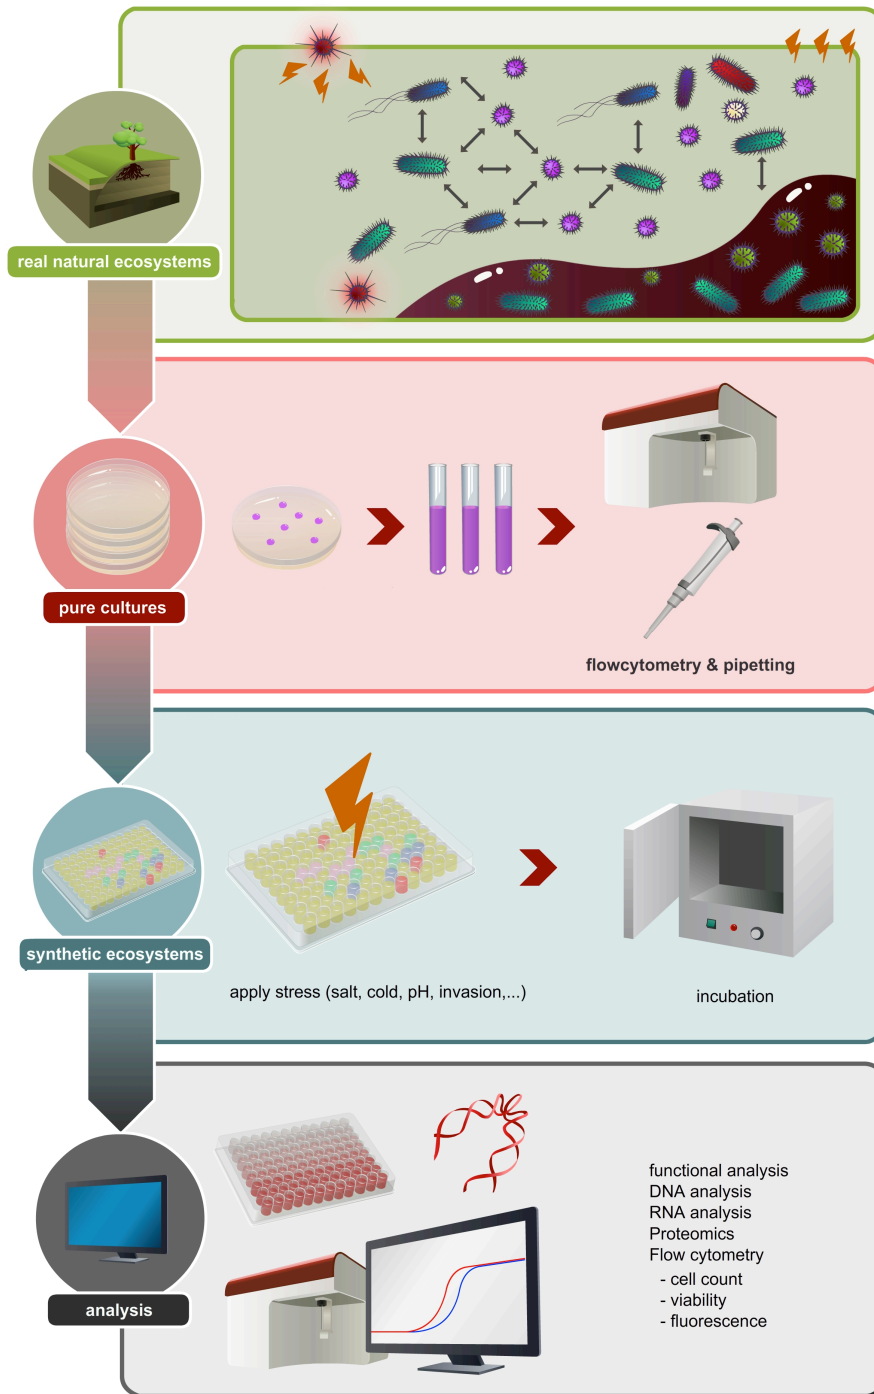 real natural ecosystems
pure cultures
flowcytometry & pipetting
synthetic ecosystems
apply stress (salt, cold, pH, invasion,...)
incubation
analysis
functional analysis
DNA analysis
RNA analysis
Proteomics
Flow cytometry
- cell count
- viability
- fluorescence